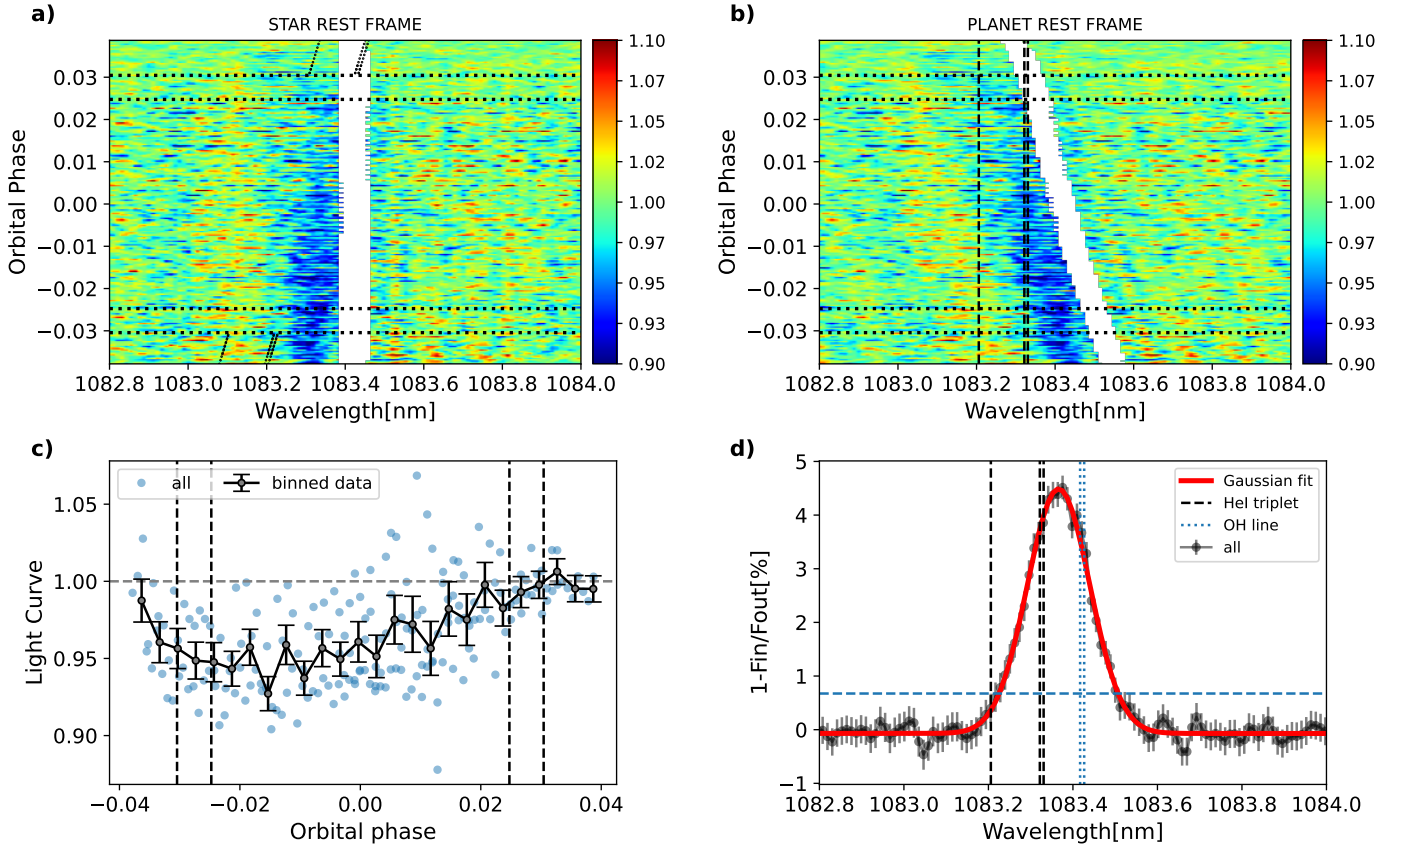 a)
STAR REST FRAME
Orbital Phase
0.03
0.02
0.01
0.00
−0.01
−0.02
−0.03
1082.8 1083.0 1083.2 1083.4 1083.6 1083.8 1084.0
Wavelength[nm]
1.10
1.07
1.05
1.02
1.00
0.97
0.95
0.93
0.90
b)
PLANET REST FRAME
Orbital Phase
0.03
0.02
0.01
0.00
−0.01
−0.02
−0.03
1082.8 1083.0 1083.2 1083.4 1083.6 1083.8 1084.0
Wavelength[nm]
1.10
1.07
1.05
1.02
1.00
0.97
0.95
0.93
0.90
c)
all binned data
Light Curve
1.05
1.00
0.95
0.90
−0.04 −0.02 0.00 0.02 0.04
Orbital phase
d)
1-Fin/Fout[%]
5
4
3
2
1
0
−1
Gaussian fit
HeI triplet
OH line
all
1082.8 1083.0 1083.2 1083.4 1083.6 1083.8 1084.0
Wavelength[nm]